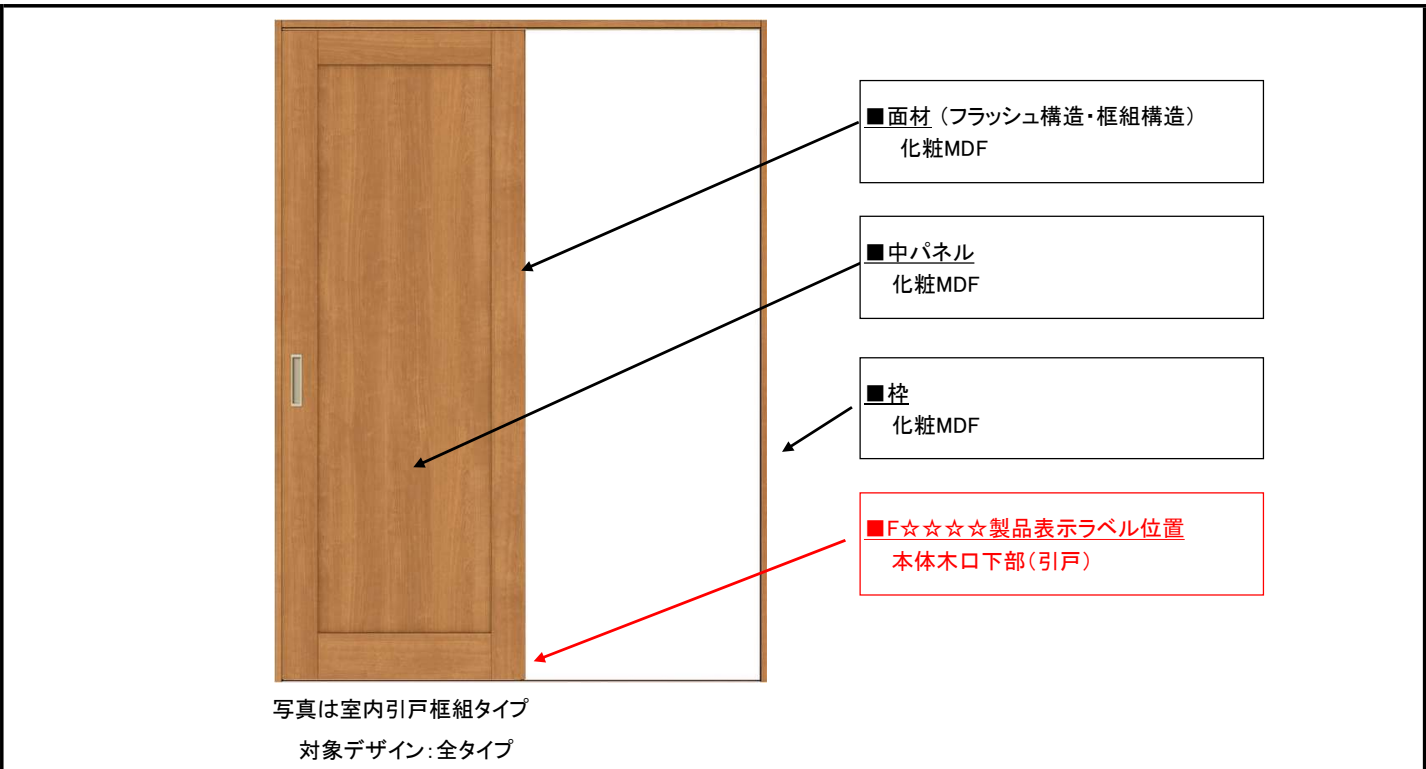 ■面材 （フラッシュ構造・框組構造）
化粧MDF
■中パネル
化粧MDF
■枠
化粧MDF
■F☆☆☆☆製品表示ラベル位置
本体木口下部（引戸）
写真は室内引戸框組タイプ
対象デザイン：全タイプ